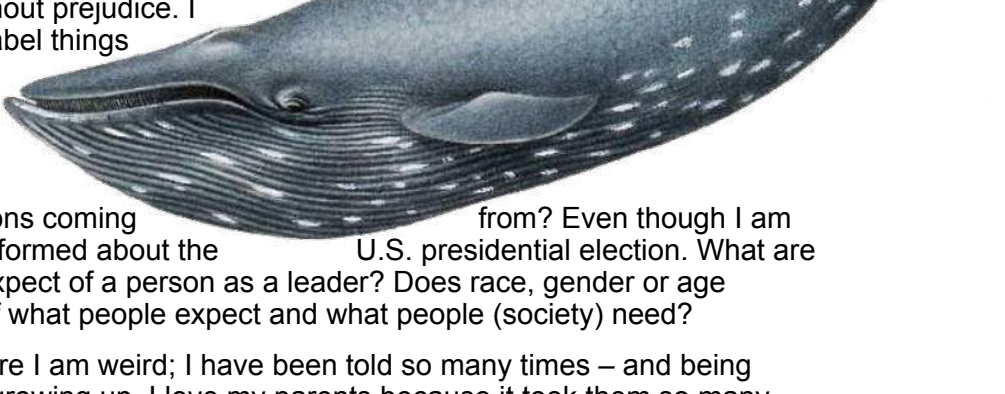 out prejudice. I
abel things
ons coming from? Even though I am
formed about the U.S. presidential election. What are
xpect of a person as a leader? Does race, gender or age
what people expect and what people (society) need?
re I am weird; I have been told so many times – and being
growing up. I love my parents because it took them so many